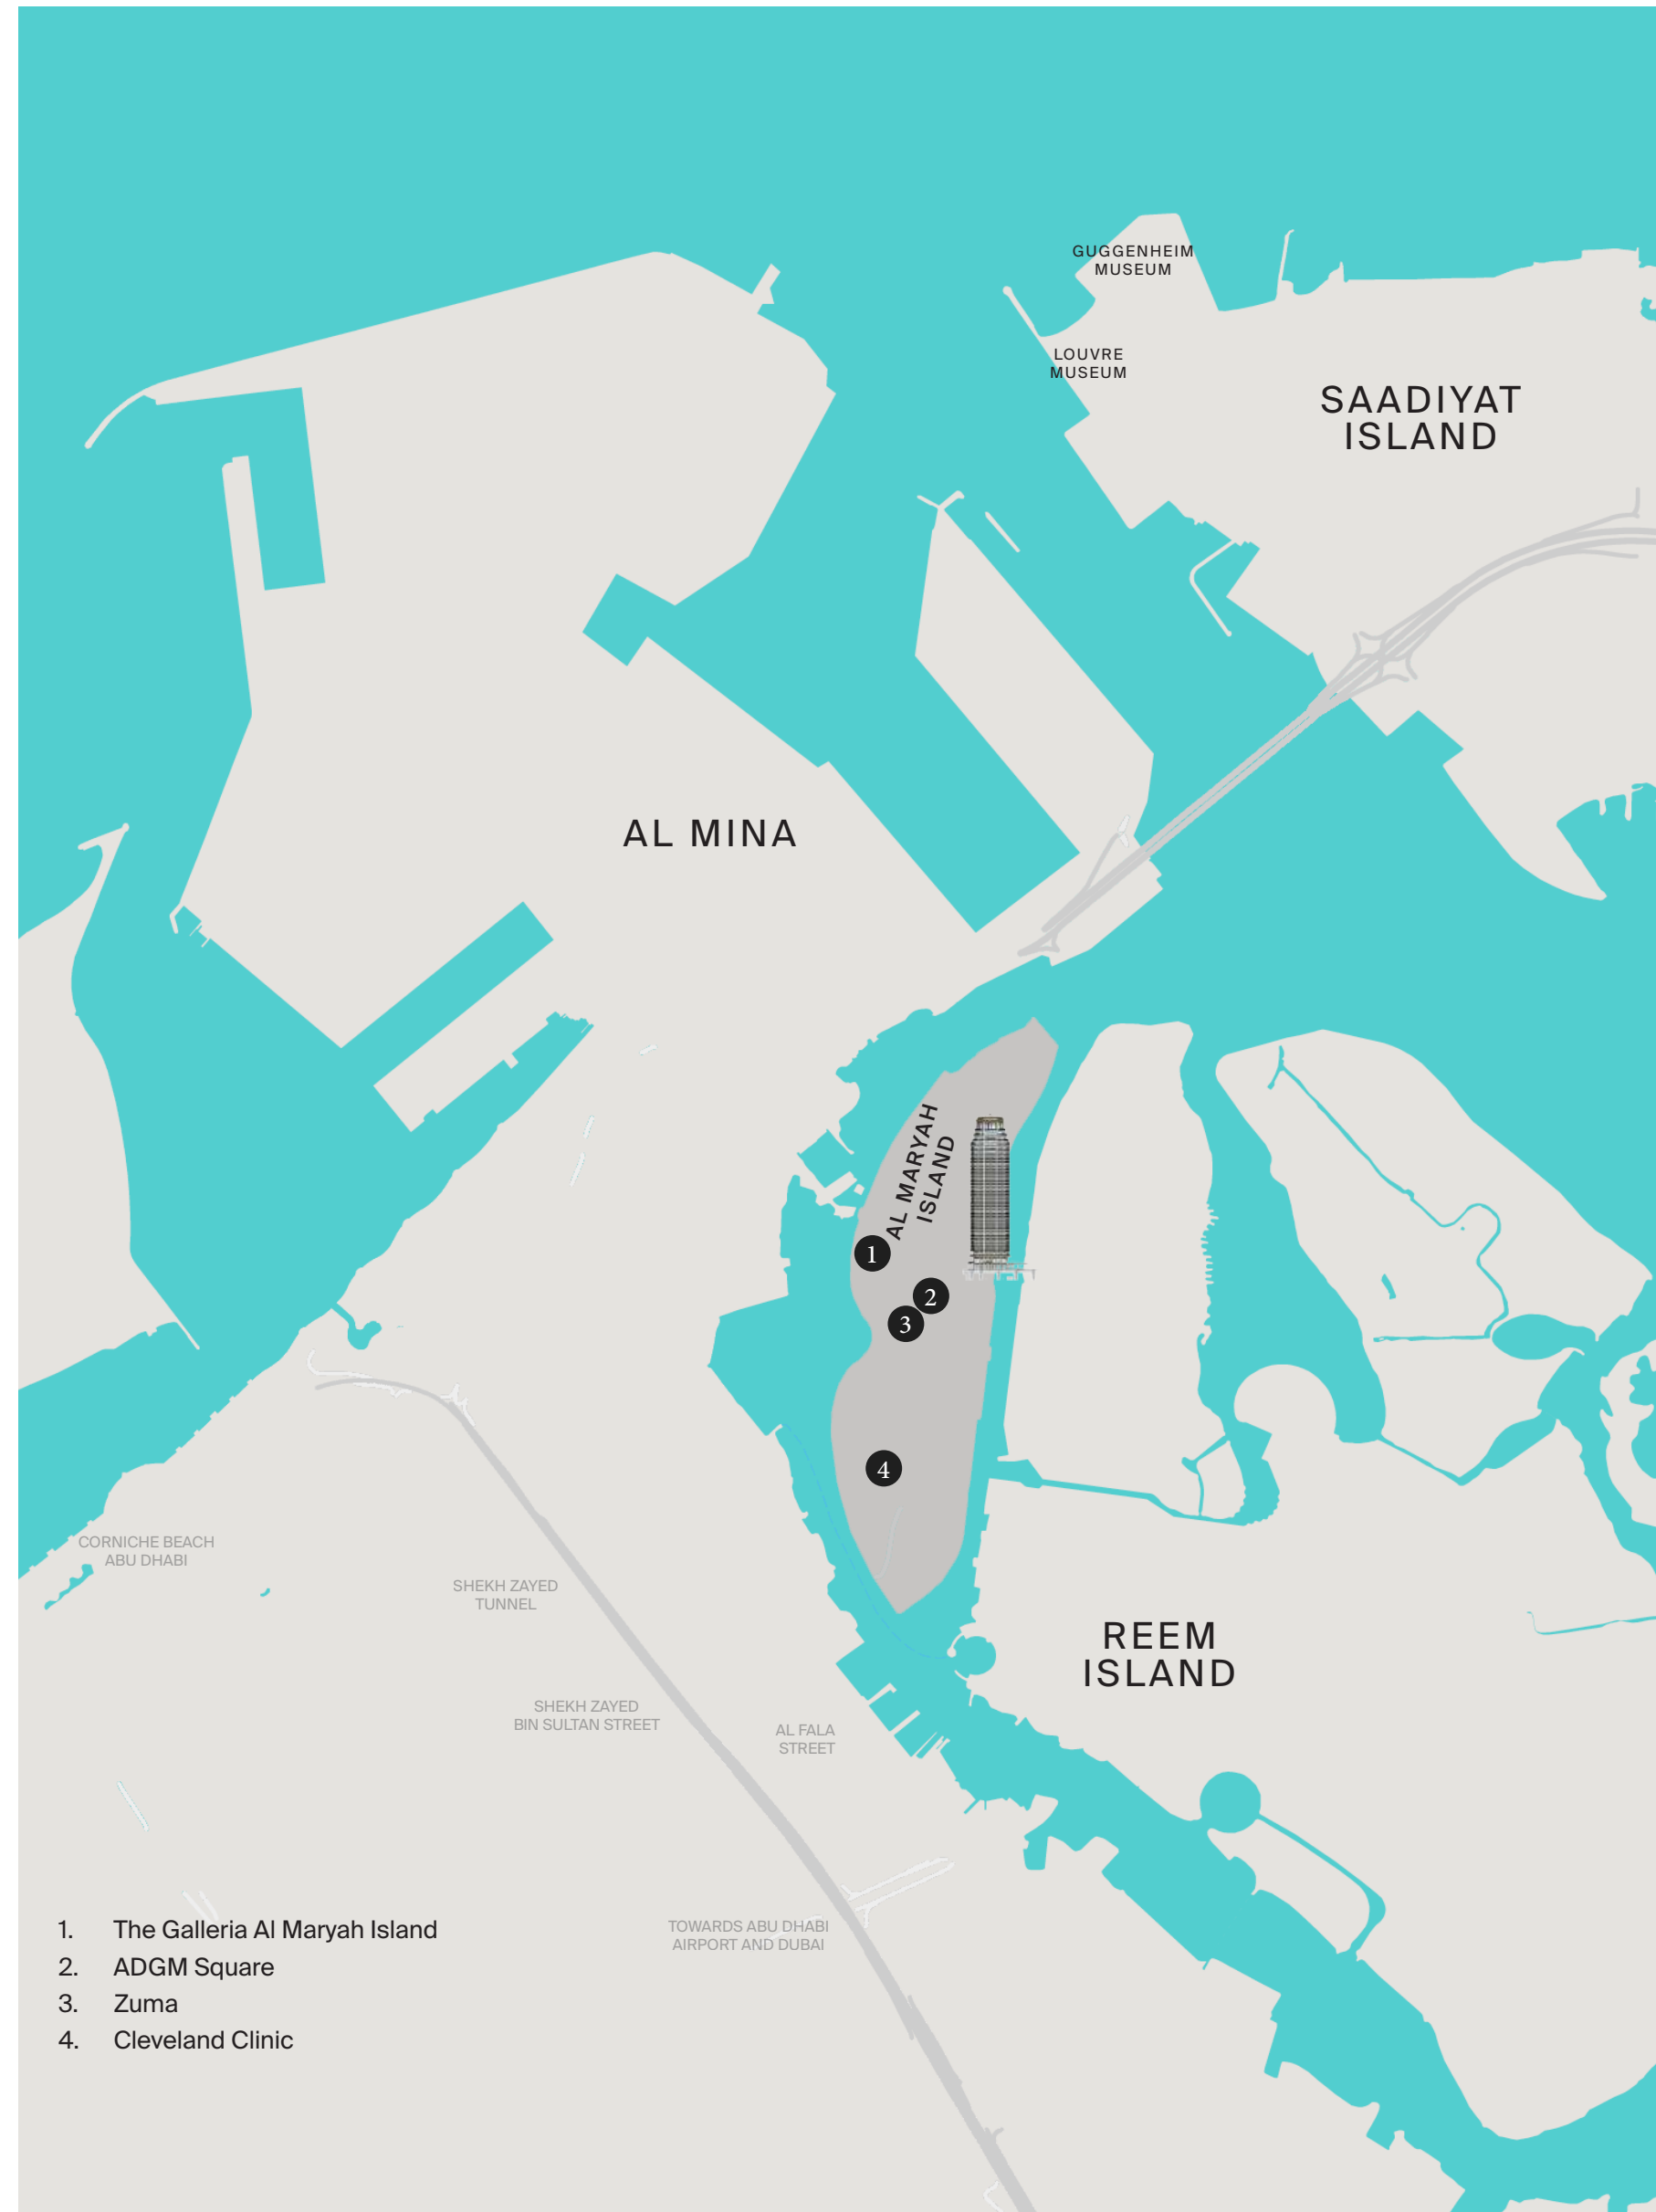 GUGGENHEIM
MUSEUM
LOUVRE
MUSEUM
SAADIYAT
ISLAND
AL MINA
AL MARYAH
ISLAND
1
2
3
4
CORNICHE BEACH
ABU DHABI
SHEKH ZAYED
TUNNEL
REEM
ISLAND
SHEKH ZAYED
BIN SULTAN STREET
AL FALA
STREET
TOWARDS ABU DHABI
AIRPORT AND DUBAI
1. The Galleria Al Maryah Island
2. ADGM Square
3. Zuma
4. Cleveland Clinic